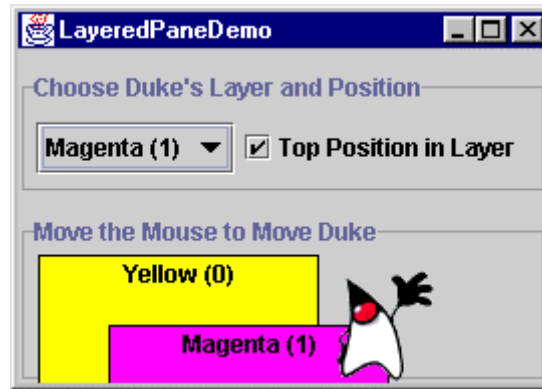 LayeredPaneDemo
Choose Duke's Layer and Position
Magenta (1) Top Position in Layer
Move the Mouse to Move Duke
Yellow (0)
Magenta (1)